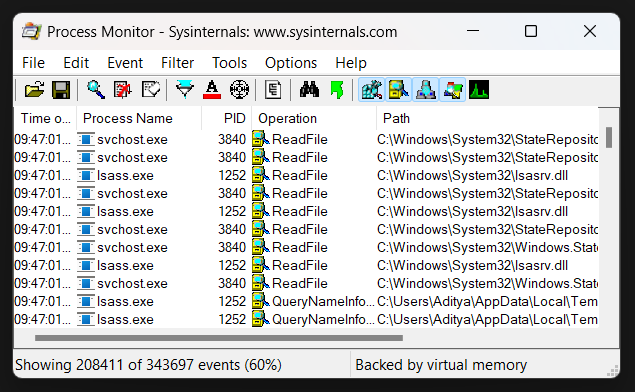 Process Monitor - Sysinternals: www.sysinternals.com
File Edit Event Filter Tools Options Help
Time o... Process Name PID Operation Path
09:47:01... svchost.exe 3840 ReadFile C:\Windows\System32\StateReposito
09:47:01... svchost.exe 3840 ReadFile C:\Windows\System32\StateReposito
09:47:01... lsass.exe 1252 ReadFile C:\Windows\System32\lsasrv.dll
09:47:01... svchost.exe 3840 ReadFile C:\Windows\System32\StateReposito
09:47:01... lsass.exe 1252 ReadFile C:\Windows\System32\lsasrv.dll
09:47:01... svchost.exe 3840 ReadFile C:\Windows\System32\StateReposito
09:47:01... svchost.exe 3840 ReadFile C:\Windows\System32\Windows.State
09:47:01... lsass.exe 1252 ReadFile C:\Windows\System32\lsasrv.dll
09:47:01... svchost.exe 3840 ReadFile C:\Windows\System32\Windows.State
09:47:01... lsass.exe 1252 QueryNameInfo... C:\Users\Aditya\AppData\Local\Tem
09:47:01... lsass.exe 1252 QueryNameInfo... C:\Users\Aditya\AppData\Local\Tem
Showing 208411 of 343697 events (60%) Backed by virtual memory